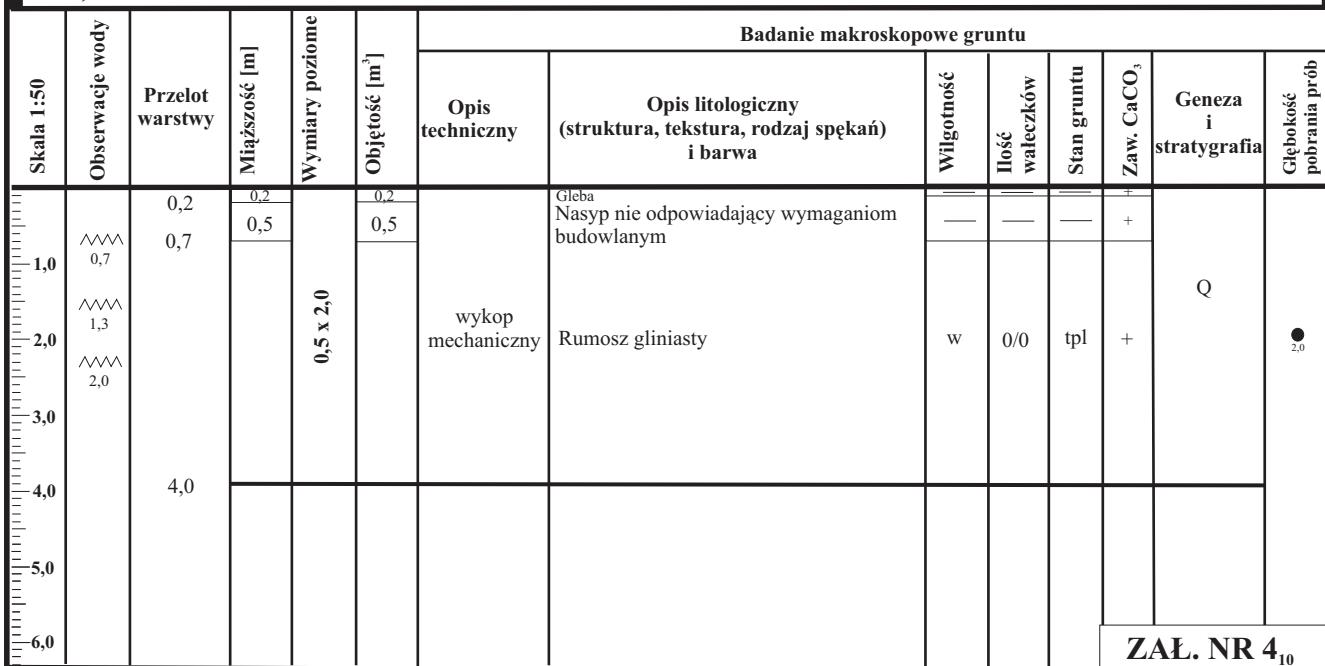 Badanie makroskopowe gruntu
Skala 1:50
Obserwacje wody
Przelot
warstwy
Miąższość [m]
Wymiary poziome
Objętość [m³]
Opis
techniczny
Opis litologiczny
(struktura, tekstura, rodzaj spękań)
i barwa
Wilgotność
Ilość
wałeczków
Stan gruntu
Zaw. CaCO₃
Geneza
i
stratygrafia
Głębokość
pobrania prób
0,2 0,2 0,2 Gleba — — — +
0,5 0,5 Nasyp nie odpowiadający wymaganiom — — — +
budowlanym
0,7
0,7
1,0
Q
1,3
0,5 x 2,0
wykop
mechaniczny
2,0 Rumosz gliniasty w 0/0 tpl + 2,0
2,0
3,0
4,0 4,0
5,0
6,0
ZAŁ. NR 4₁₀